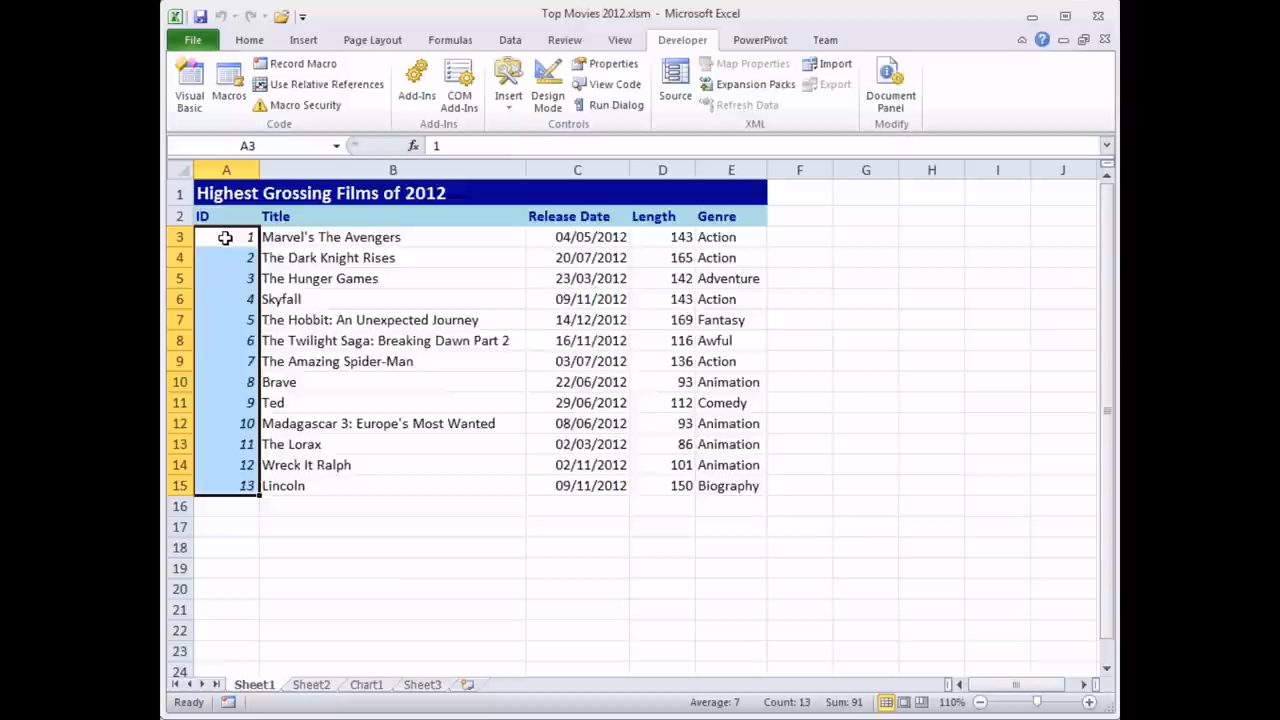 Top Movies 2012.xlsm - Microsoft Excel
File Home Insert Page Layout Formulas Data Review View Developer PowerPivot Team
Visual Basic
Macros
Record Macro
Use Relative References
Macro Security
Code
Add-Ins
COM Add-Ins
Add-Ins
Insert
Design Mode
Properties
View Code
Run Dialog
Controls
Source
Map Properties
Expansion Packs
Refresh Data
Import
Export
XML
Document Panel
Modify
A3 fx 1
A B C D E F G H I J
1 Highest Grossing Films of 2012
2 ID Title Release Date Length Genre
3 1 Marvel's The Avengers 04/05/2012 143 Action
4 2 The Dark Knight Rises 20/07/2012 165 Action
5 3 The Hunger Games 23/03/2012 142 Adventure
6 4 Skyfall 09/11/2012 143 Action
7 5 The Hobbit: An Unexpected Journey 14/12/2012 169 Fantasy
8 6 The Twilight Saga: Breaking Dawn Part 2 16/11/2012 116 Awful
9 7 The Amazing Spider-Man 03/07/2012 136 Action
10 8 Brave 22/06/2012 93 Animation
11 9 Ted 29/06/2012 112 Comedy
12 10 Madagascar 3: Europe's Most Wanted 08/06/2012 93 Animation
13 11 The Lorax 02/03/2012 86 Animation
14 12 Wreck It Ralph 02/11/2012 101 Animation
15 13 Lincoln 09/11/2012 150 Biography
16
17
18
19
20
21
22
23
24
Sheet1 Sheet2 Chart1 Sheet3
Ready Average: 7 Count: 13 Sum: 91 110%